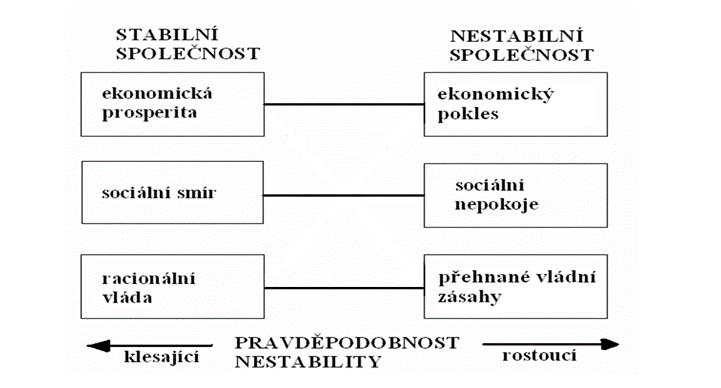 STABILNÍ
SPOLEČNOST
NESTABILNÍ
SPOLEČNOST
ekonomická
prosperita
ekonomický
pokles
sociální smír
sociální
nepokoje
racionální
vláda
přehnané vládní
zásahy
klesající
PRAVDĚPODOBNOST
NESTABILITY
rostoucí